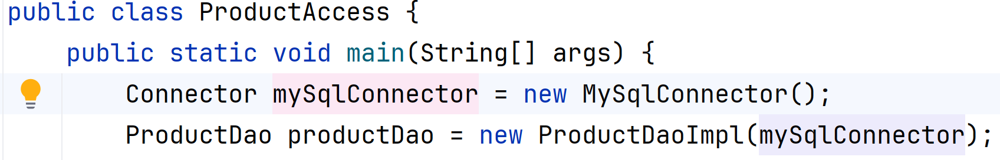 public class ProductAccess {
public static void main(String[] args) {
Connector mySqlConnector = new MySqlConnector();
ProductDao productDao = new ProductDaoImpl(mySqlConnector);